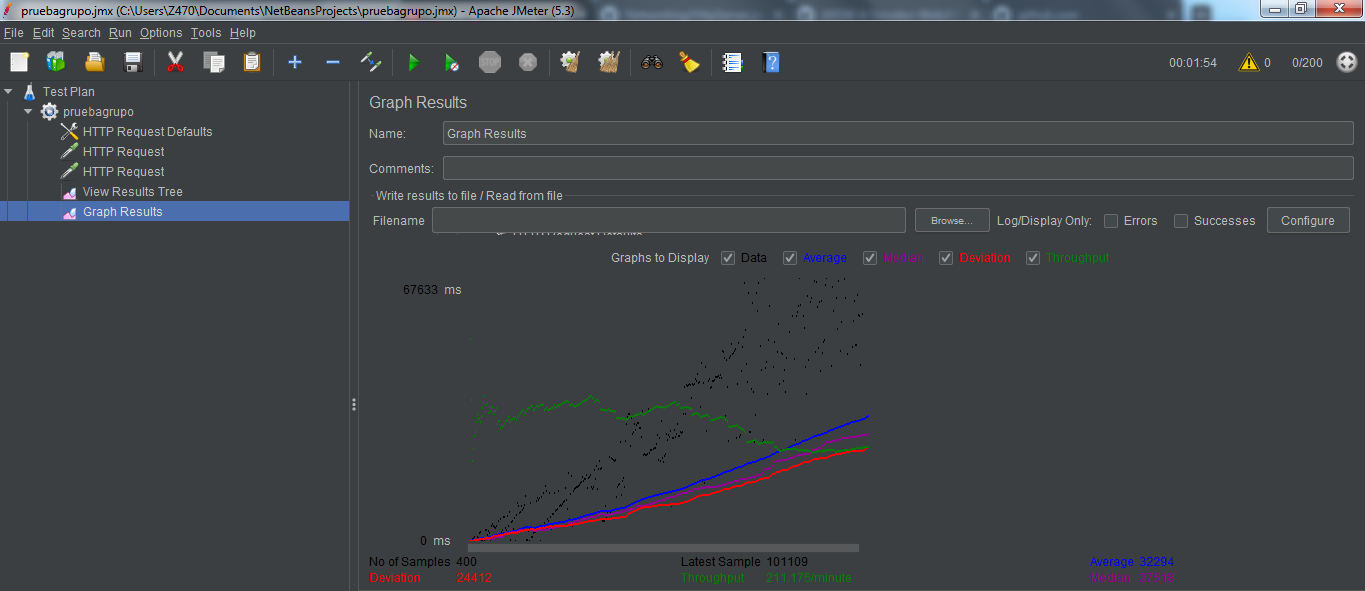 pruebagrupo.jmx (C:\Users\Z470\Documents\NetBeansProjects\pruebagrupo.jmx) - Apache JMeter (5.3)
File Edit Search Run Options Tools Help
STOP 00:01:54 0 0/200
Test Plan
pruebagrupo
HTTP Request Defaults
HTTP Request
HTTP Request
View Results Tree
Graph Results
Graph Results
Name: Graph Results
Comments:
Write results to file / Read from file
Filename Browse... Log/Display Only: Errors Successes Configure
Graphs to Display Data Average Median Deviation Throughput
67633 ms
0 ms
No of Samples 400 Latest Sample 101109 Average 32294
Deviation 24412 Throughput 211.175/minute Median